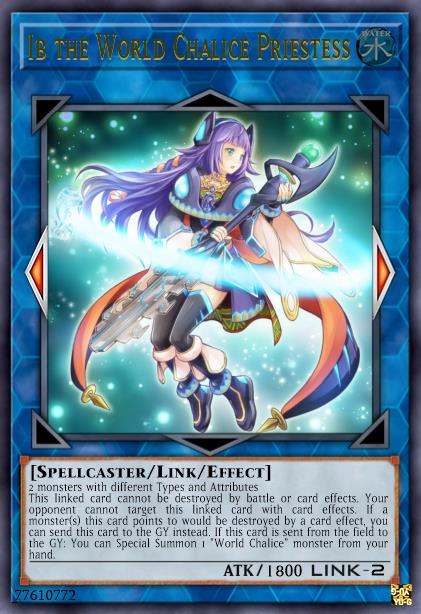 Ib the World Chalice Priestess
WATER
水
[Spellcaster/Link/Effect]
2 monsters with different Types and Attributes
This linked card cannot be destroyed by battle or card effects. Your
opponent cannot target this linked card with card effects. If a
monster(s) this card points to would be destroyed by a card effect, you
can send this card to the GY instead. If this card is sent from the field to
the GY: You can Special Summon 1 "World Chalice" monster from your
hand.
ATK/1800 LINK-2
77610772